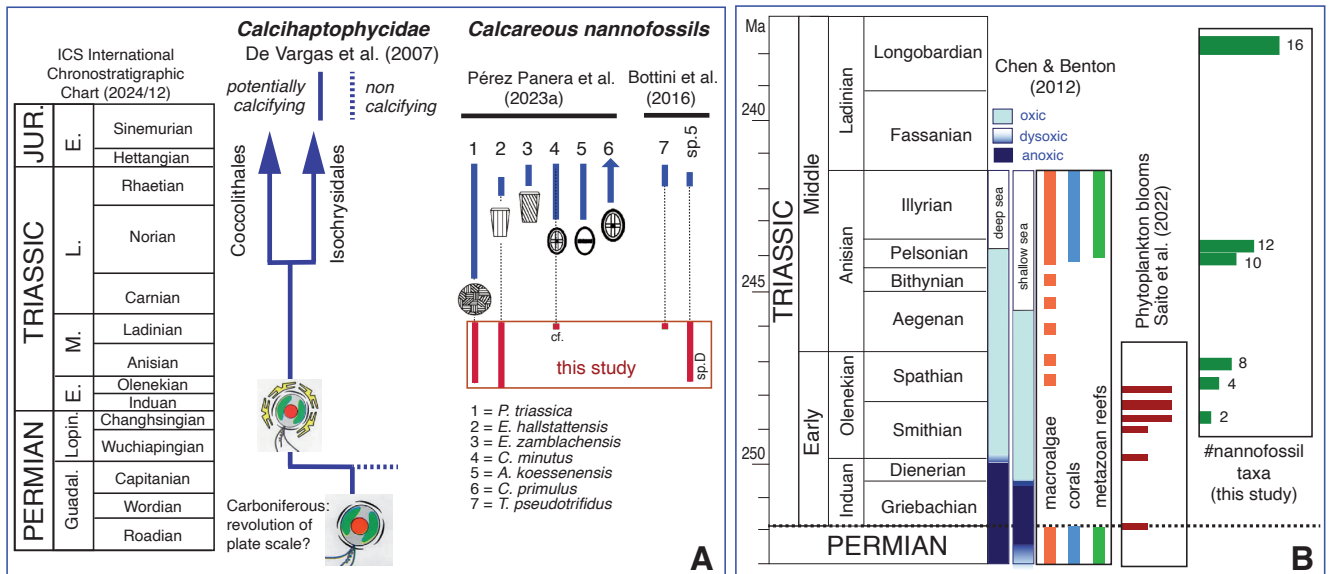 ICS International
Chronostratigraphic
Chart (2024/12)
JUR.
E.
Sinemurian
Hettangian
TRIASSIC
L.
Rhaetian
Norian
Carnian
M.
Ladinian
Anisian
E.
Olenekian
Induan
PERMIAN
Lopin.
Changhsingian
Wuchiapingian
Guadal.
Capitanian
Wordian
Roadian
Calcihaptophycidae
De Vargas et al. (2007)
potentially
calcifying
non
calcifying
Coccolithales
Isochrysidales
Carboniferous:
revolution of
plate scale?
Calcareous nannofossils
Pérez Panera et al.
(2023a)
Bottini et al.
(2016)
1 2 3 4 5 6 7 sp.5
cf.
this study
sp.D
1 = P. triassica
2 = E. hallstattensis
3 = E. zamblachensis
4 = C. minutus
5 = A. koessenensis
6 = C. primulus
7 = T. pseudotrifidus
A
Ma
240
245
250
TRIASSIC
Middle
Early
Ladinian
Anisian
Olenekian
Induan
Longobardian
Fassanian
Illyrian
Pelsonian
Bithynian
Aegenan
Spathian
Smithian
Dienerian
Griesbachian
PERMIAN
Chen & Benton
(2012)
oxic
dysoxic
anoxic
deep sea
shallow sea
macroalgae
corals
metazoan reefs
Phytoplankton blooms
Saito et al. (2022)
16
12
10
8
4
2
#nannofossil
taxa
(this study)
B